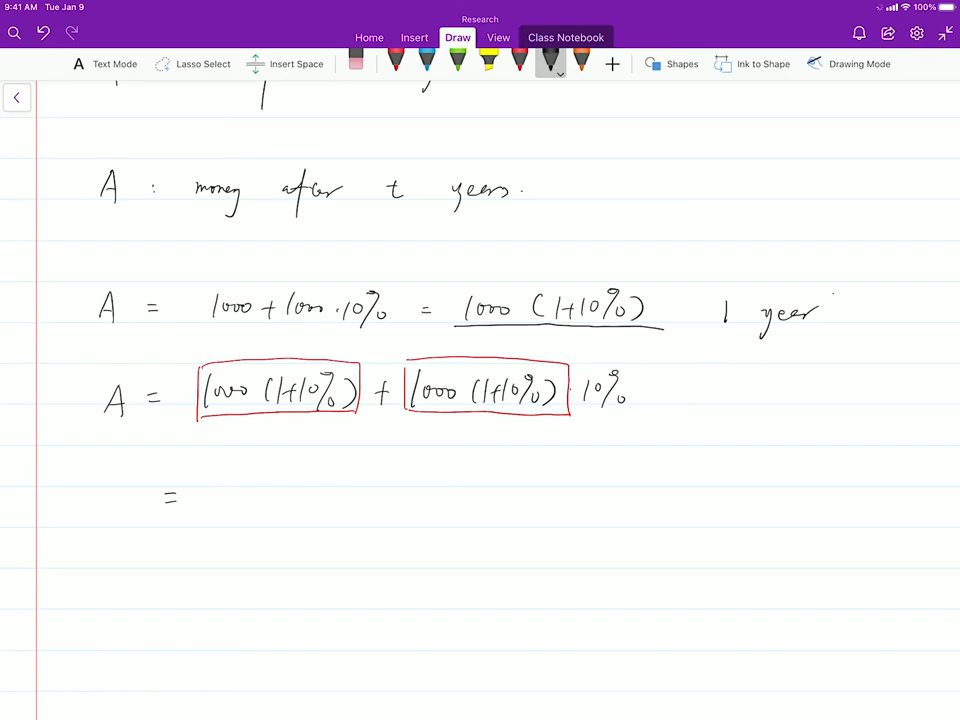 9:41 AM Tue Jan 9
100%
Research
Home Insert Draw View Class Notebook
A Text Mode Lasso Select Insert Space Shapes Ink to Shape Drawing Mode
A : money after t years.
A = 1000 + 1000 · 10% = 1000 (1+10%) 1 year
A = 1000 (1+10%) + 1000 (1+10%) · 10%
=